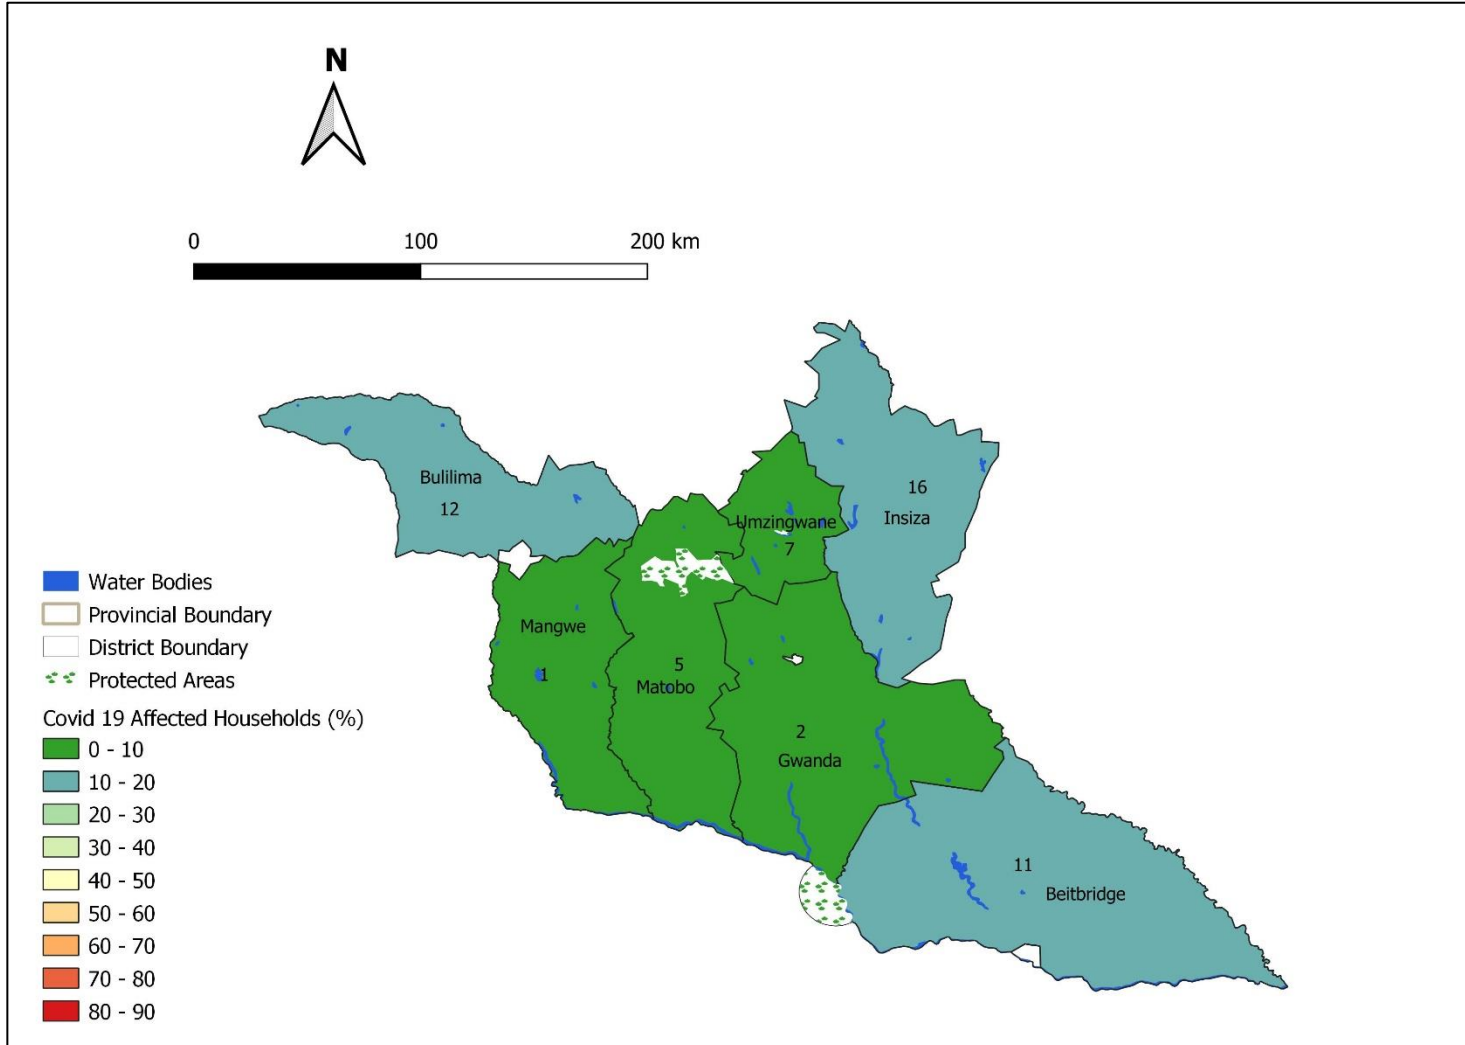 N
0 100 200 km
Bulilima
12
16
Insiza
Umzingwane
7
Mangwe
1
5
Matobo
2
Gwanda
11
Beitbridge
Water Bodies
Provincial Boundary
District Boundary
Protected Areas
Covid 19 Affected Households (%)
0 - 10
10 - 20
20 - 30
30 - 40
40 - 50
50 - 60
60 - 70
70 - 80
80 - 90